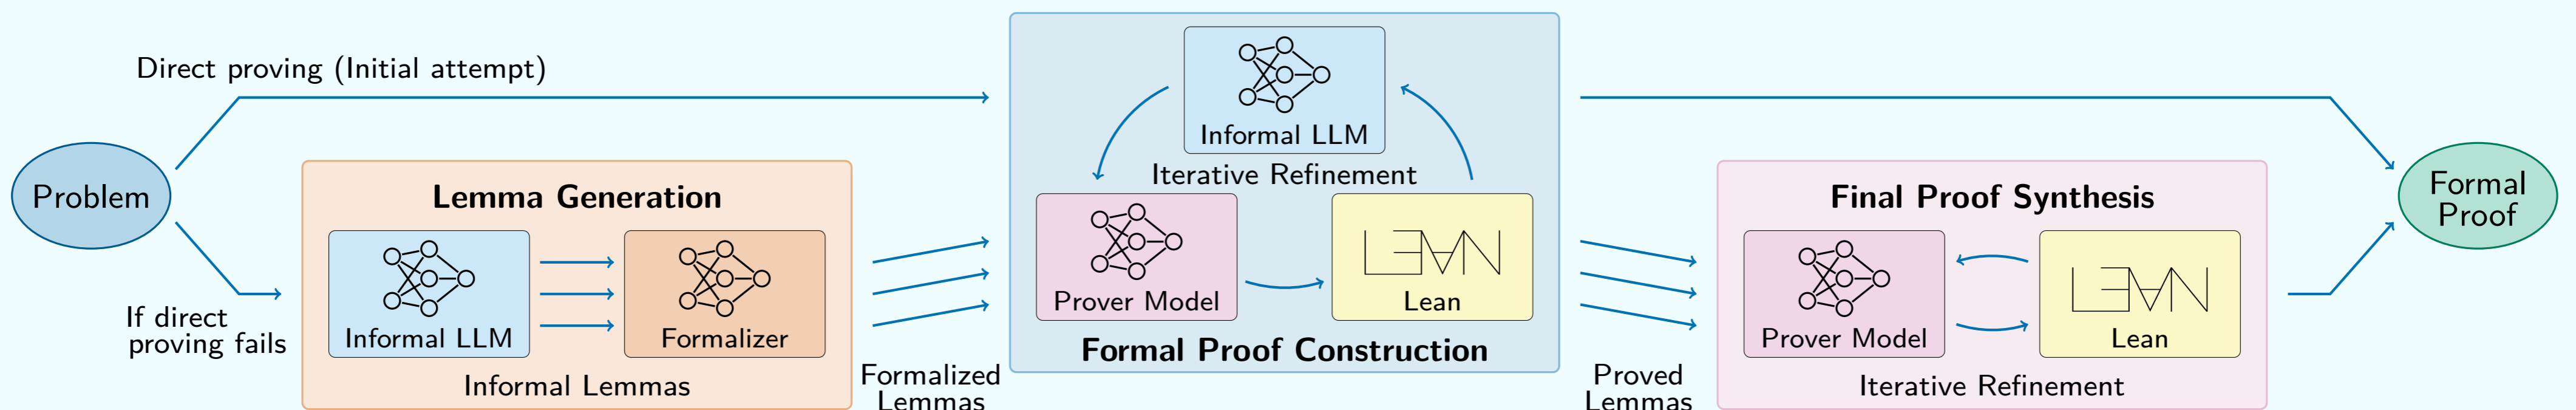 Direct proving (Initial attempt)
Problem
If direct
proving fails
Lemma Generation
Informal LLM
Formalizer
Informal Lemmas
Formalized
Lemmas
Informal LLM
Iterative Refinement
Prover Model
LEAN
Lean
Formal Proof Construction
Proved
Lemmas
Final Proof Synthesis
Prover Model
LEAN
Lean
Iterative Refinement
Formal
Proof